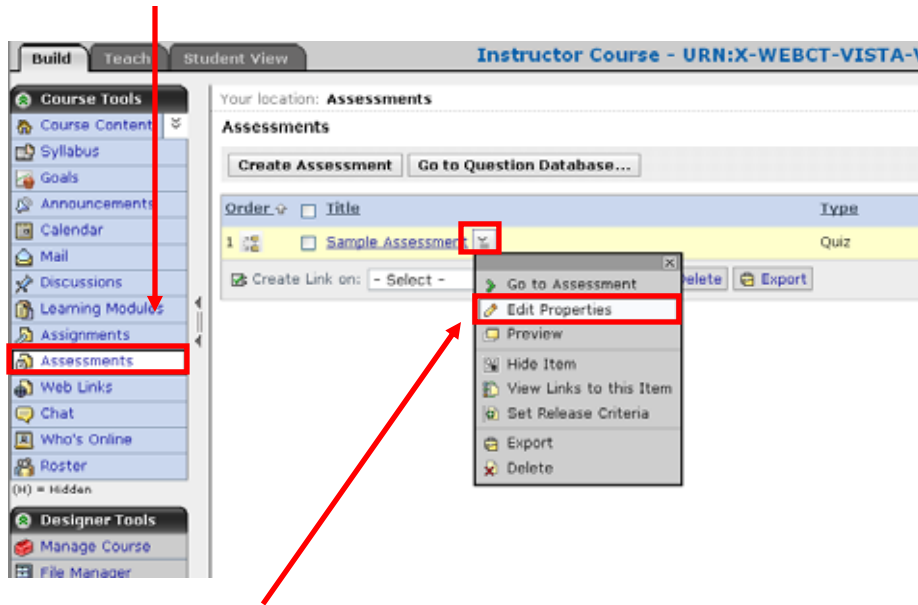 Build Teach Student View Instructor Course - URN:X-WEBCT-VISTA-V
Course Tools
Course Content
Syllabus
Goals
Announcements
Calendar
Mail
Discussions
Learning Modules
Assignments
Assessments
Web Links
Chat
Who's Online
Roster
(H) = Hidden
Designer Tools
Manage Course
File Manager
Your location: Assessments
Assessments
Create Assessment Go to Question Database...
Order Title Type
1 Sample Assessment Quiz
Create Link on: - Select - Delete Export
Go to Assessment
Edit Properties
Preview
Hide Item
View Links to this Item
Set Release Criteria
Export
Delete